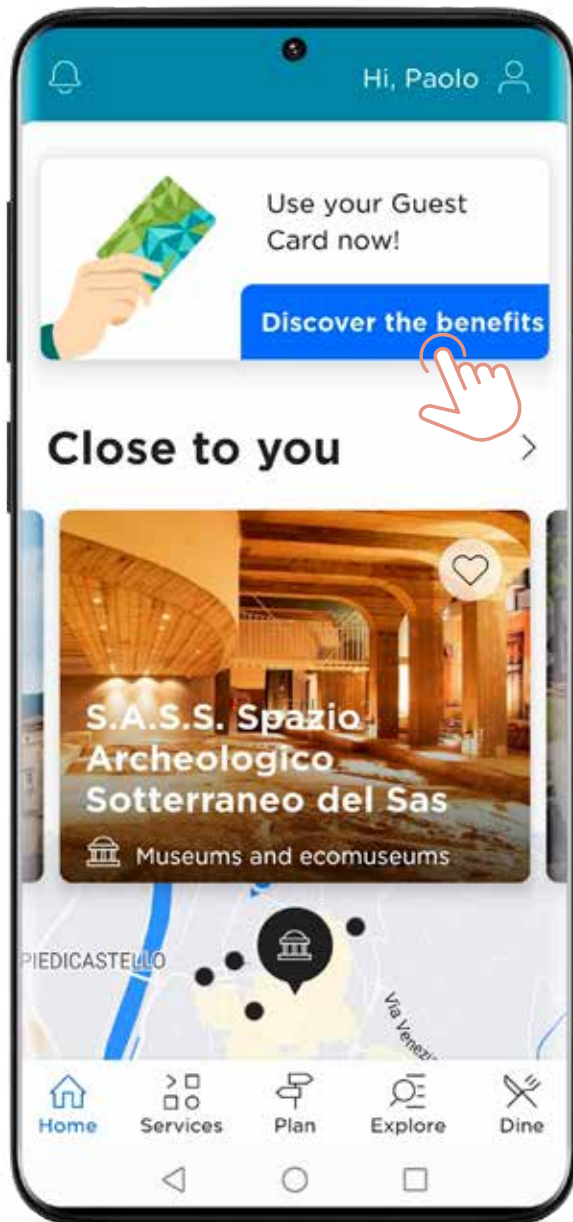 Hi, Paolo
Use your Guest
Card now!
Discover the benefits
Close to you
S.A.S.S. Spazio
Archeologico
Sotterraneo del Sas
Museums and ecomuseums
PIEDICASTELLO
Via Venezi
Home
Services
Plan
Explore
Dine